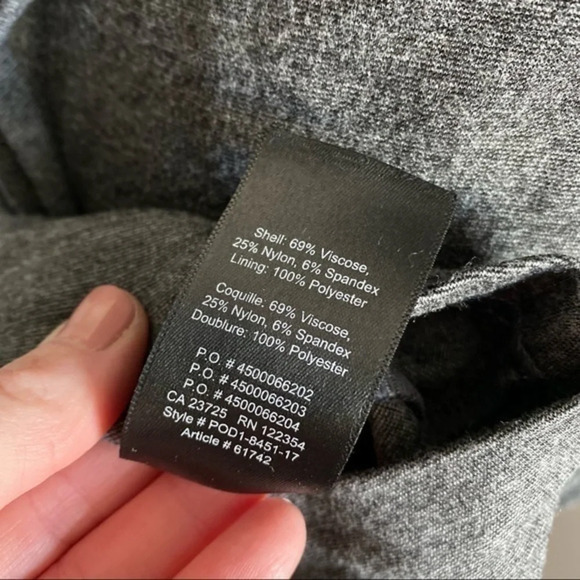 Shell: 69% Viscose,
25% Nylon, 6% Spandex
Lining: 100% Polyester
Coquille: 69% Viscose,
25% Nylon, 6% Spandex
Doublure: 100% Polyester
P.O. # 4500066202
P.O. # 4500066203
P.O. # 4500066204
CA 23725 RN 122354
Style # POD1-8451-17
Article # 61742